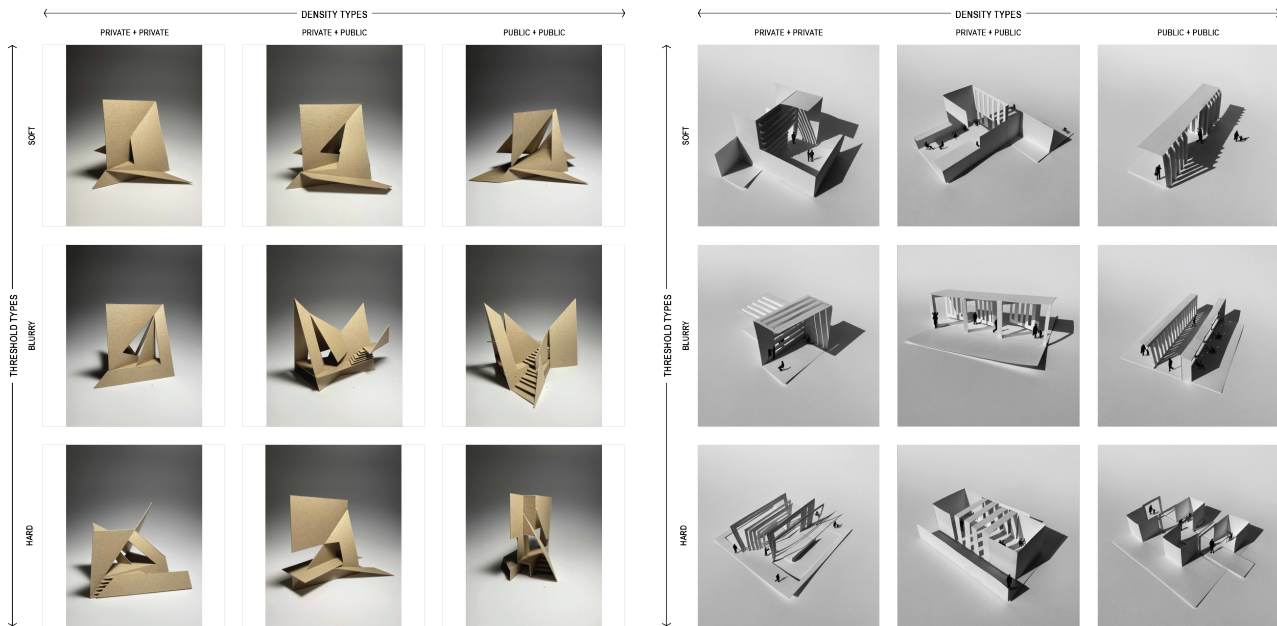 DENSITY TYPES
PRIVATE + PRIVATE
PRIVATE + PUBLIC
PUBLIC + PUBLIC
THRESHOLD TYPES
SOFT
BLURRY
HARD
DENSITY TYPES
PRIVATE + PRIVATE
PRIVATE + PUBLIC
PUBLIC + PUBLIC
THRESHOLD TYPES
SOFT
BLURRY
HARD